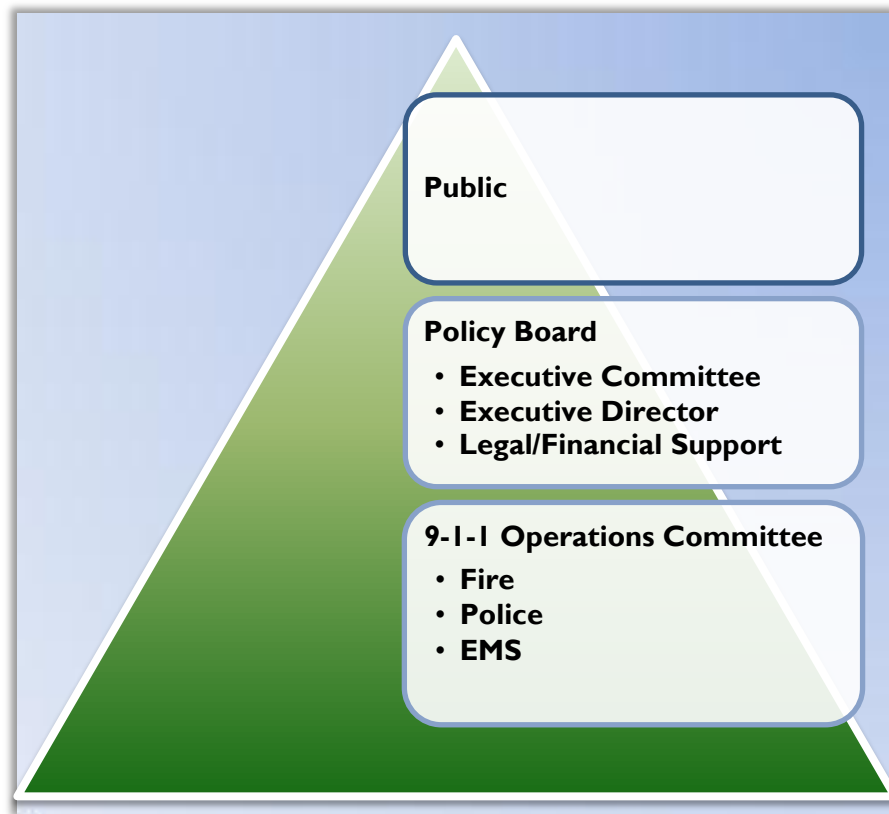 Public
Policy Board
• Executive Committee
• Executive Director
• Legal/Financial Support
9-1-1 Operations Committee
• Fire
• Police
• EMS